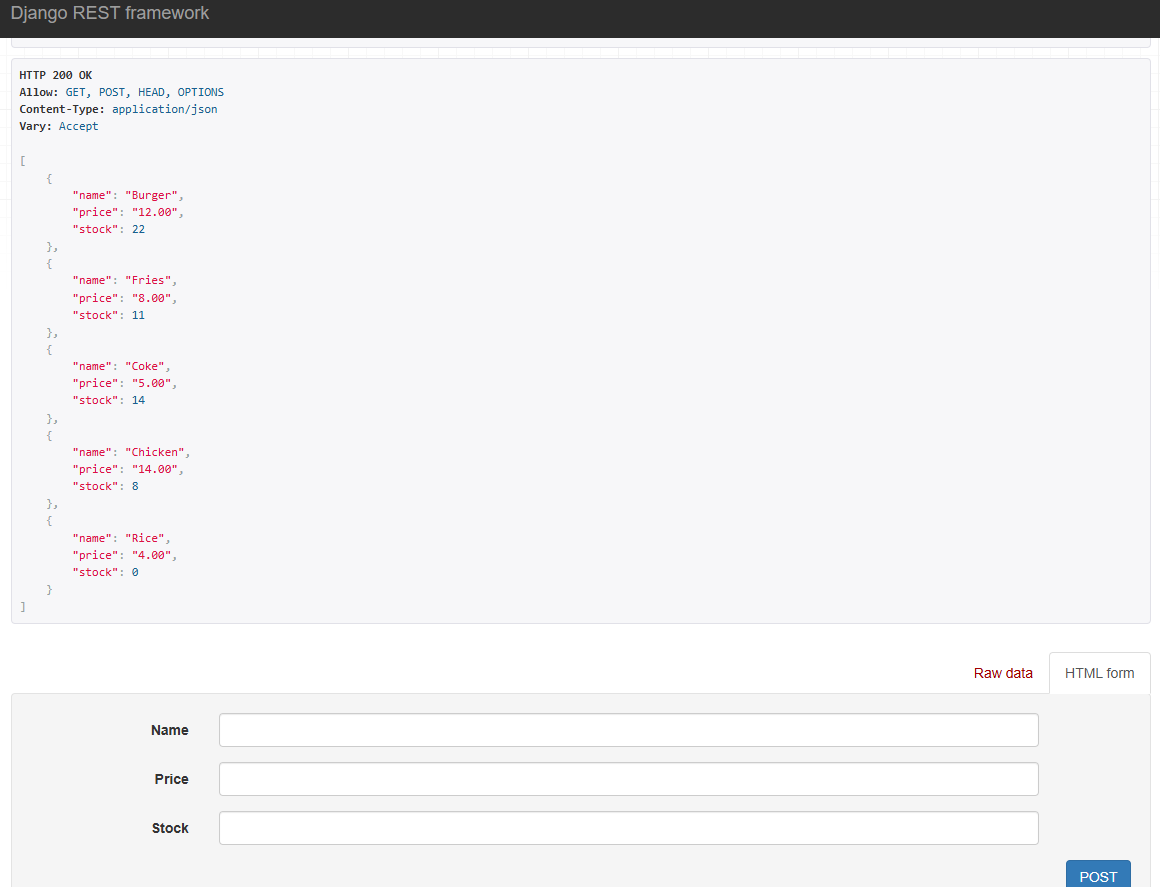 Django REST framework
HTTP 200 OK
Allow: GET, POST, HEAD, OPTIONS
Content-Type: application/json
Vary: Accept
[
    {
        "name": "Burger",
        "price": "12.00",
        "stock": 22
    },
    {
        "name": "Fries",
        "price": "8.00",
        "stock": 11
    },
    {
        "name": "Coke",
        "price": "5.00",
        "stock": 14
    },
    {
        "name": "Chicken",
        "price": "14.00",
        "stock": 8
    },
    {
        "name": "Rice",
        "price": "4.00",
        "stock": 0
    }
]
Raw data HTML form
Name
Price
Stock
POST